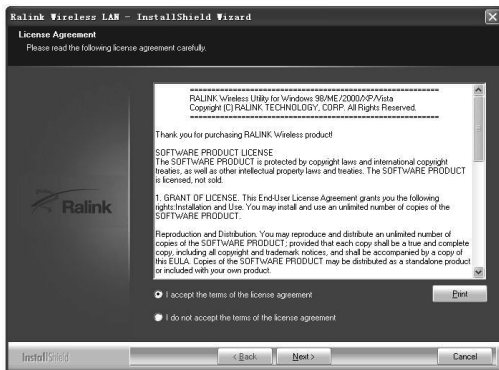 Ralink Wireless LAN - InstallShield Wizard
License Agreement
Please read the following license agreement carefully.
Ralink
============================================
RALINK Wireless Utility for Windows 98/ME/2000/XP/Vista
Copyright (C) RALINK TECHNOLOGY, CORP. All Rights Reserved.
============================================
Thank you for purchasing RALINK Wireless product!
SOFTWARE PRODUCT LICENSE
The SOFTWARE PRODUCT is protected by copyright laws and international copyright
treaties, as well as other intellectual property laws and treaties. The SOFTWARE PRODUCT
is licensed, not sold.
1. GRANT OF LICENSE. This End-User License Agreement grants you the following
rights:Installation and Use. You may install and use an unlimited number of copies of the
SOFTWARE PRODUCT.
Reproduction and Distribution. You may reproduce and distribute an unlimited number of
copies of the SOFTWARE PRODUCT; provided that each copy shall be a true and complete
copy, including all copyright and trademark notices, and shall be accompanied by a copy of
this EULA. Copies of the SOFTWARE PRODUCT may be distributed as a standalone product
or included with your own product.
I accept the terms of the license agreement
Print
I do not accept the terms of the license agreement
InstallShield
< Back
Next >
Cancel